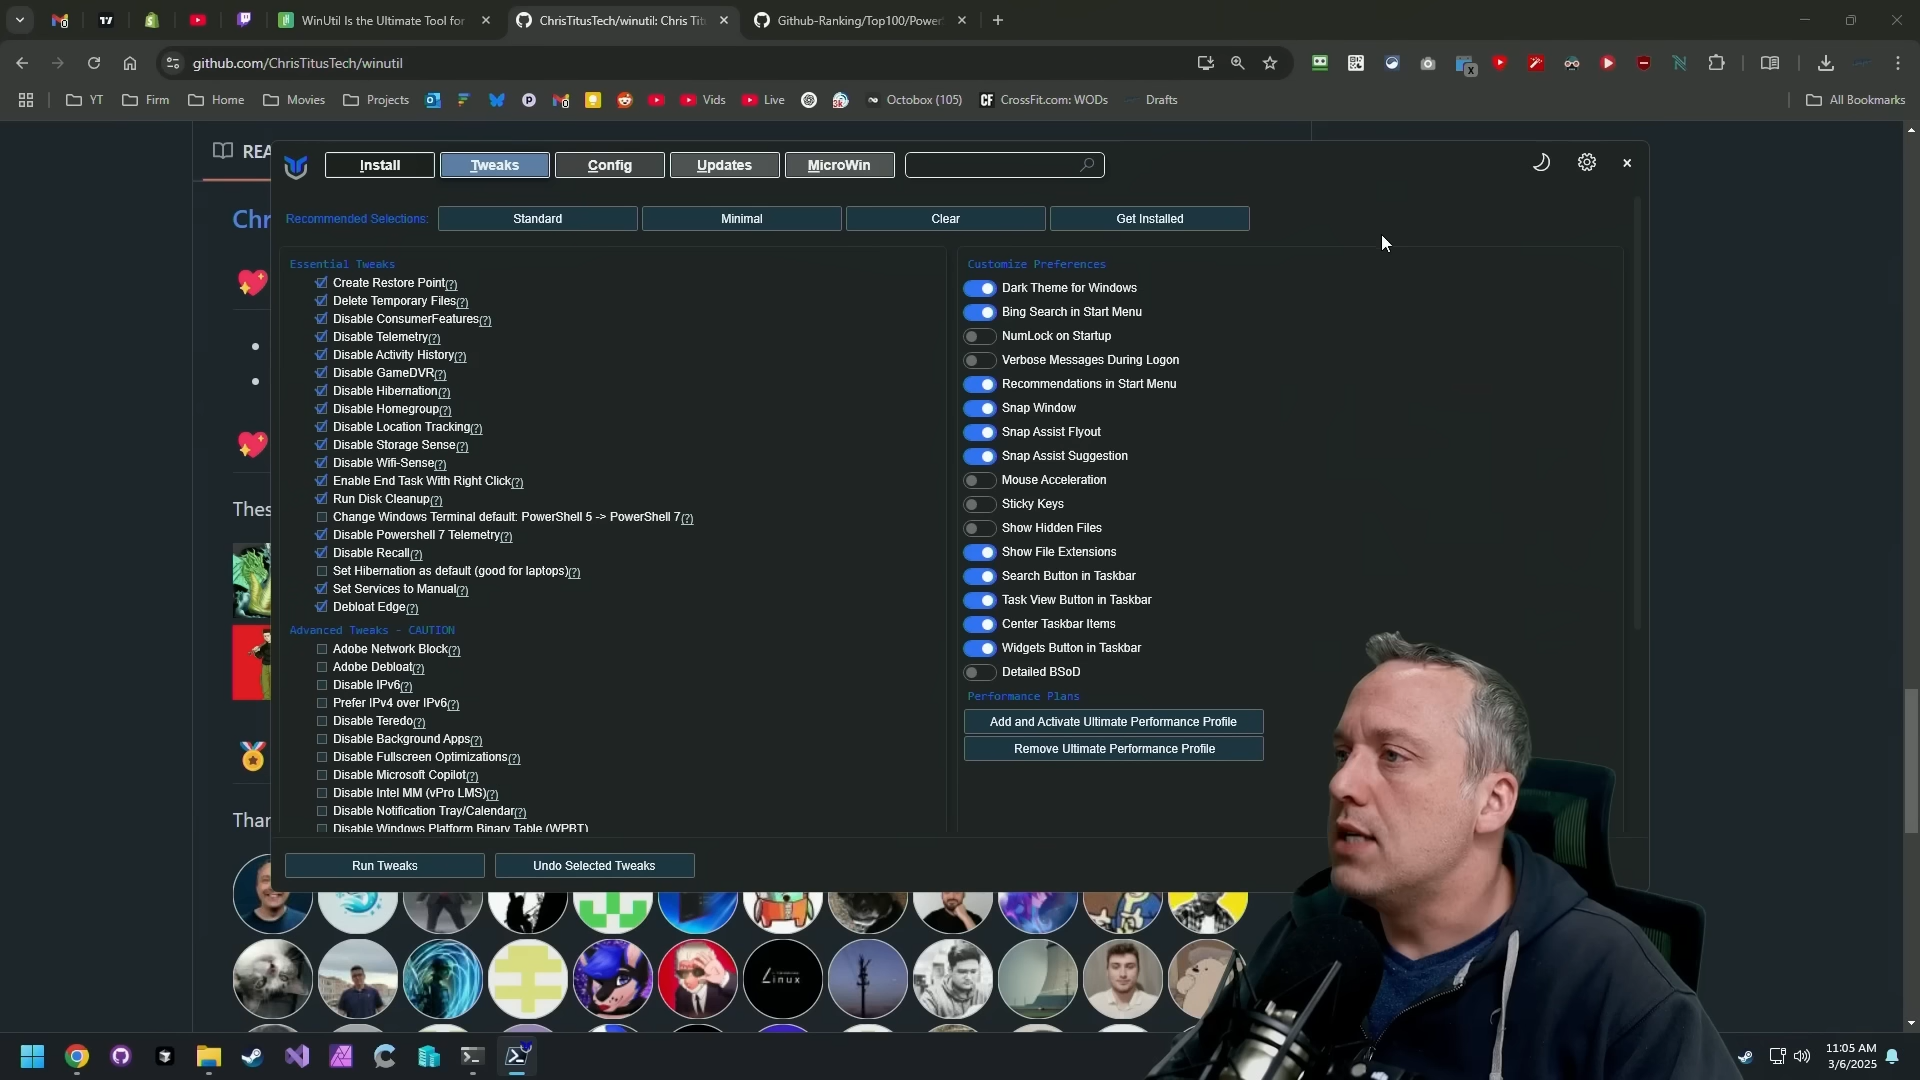 WinUtil Is the Ultimate Tool for
ChrisTitusTech/winutil: Chris Tit
Github-Ranking/Top100/Power
github.com/ChrisTitusTech/winutil
YT
Firm
Home
Movies
Projects
Vids
Live
Octobox (105)
CrossFit.com: WODs
Drafts
All Bookmarks
REA
Install
Tweaks
Config
Updates
MicroWin
Chr
Recommended Selections:
Standard
Minimal
Clear
Get Installed
Essential Tweaks
Create Restore Point(?)
Delete Temporary Files(?)
Disable ConsumerFeatures(?)
Disable Telemetry(?)
Disable Activity History(?)
Disable GameDVR(?)
Disable Hibernation(?)
Disable Homegroup(?)
Disable Location Tracking(?)
Disable Storage Sense(?)
Disable Wifi-Sense(?)
Enable End Task With Right Click(?)
Run Disk Cleanup(?)
Change Windows Terminal default: PowerShell 5 -> PowerShell 7(?)
Disable Powershell 7 Telemetry(?)
Disable Recall(?)
Set Hibernation as default (good for laptops)(?)
Set Services to Manual(?)
Debloat Edge(?)
Advanced Tweaks - CAUTION
Adobe Network Block(?)
Adobe Debloat(?)
Disable IPv6(?)
Prefer IPv4 over IPv6(?)
Disable Teredo(?)
Disable Background Apps(?)
Disable Fullscreen Optimizations(?)
Disable Microsoft Copilot(?)
Disable Intel MM (vPro LMS)(?)
Disable Notification Tray/Calendar(?)
Disable Windows Platform Binary Table (WPBT)
Customize Preferences
Dark Theme for Windows
Bing Search in Start Menu
NumLock on Startup
Verbose Messages During Logon
Recommendations in Start Menu
Snap Window
Snap Assist Flyout
Snap Assist Suggestion
Mouse Acceleration
Sticky Keys
Show Hidden Files
Show File Extensions
Search Button in Taskbar
Task View Button in Taskbar
Center Taskbar Items
Widgets Button in Taskbar
Detailed BSoD
Performance Plans
Add and Activate Ultimate Performance Profile
Remove Ultimate Performance Profile
Thes
Than
Run Tweaks
Undo Selected Tweaks
Linux
11:05 AM
3/6/2025